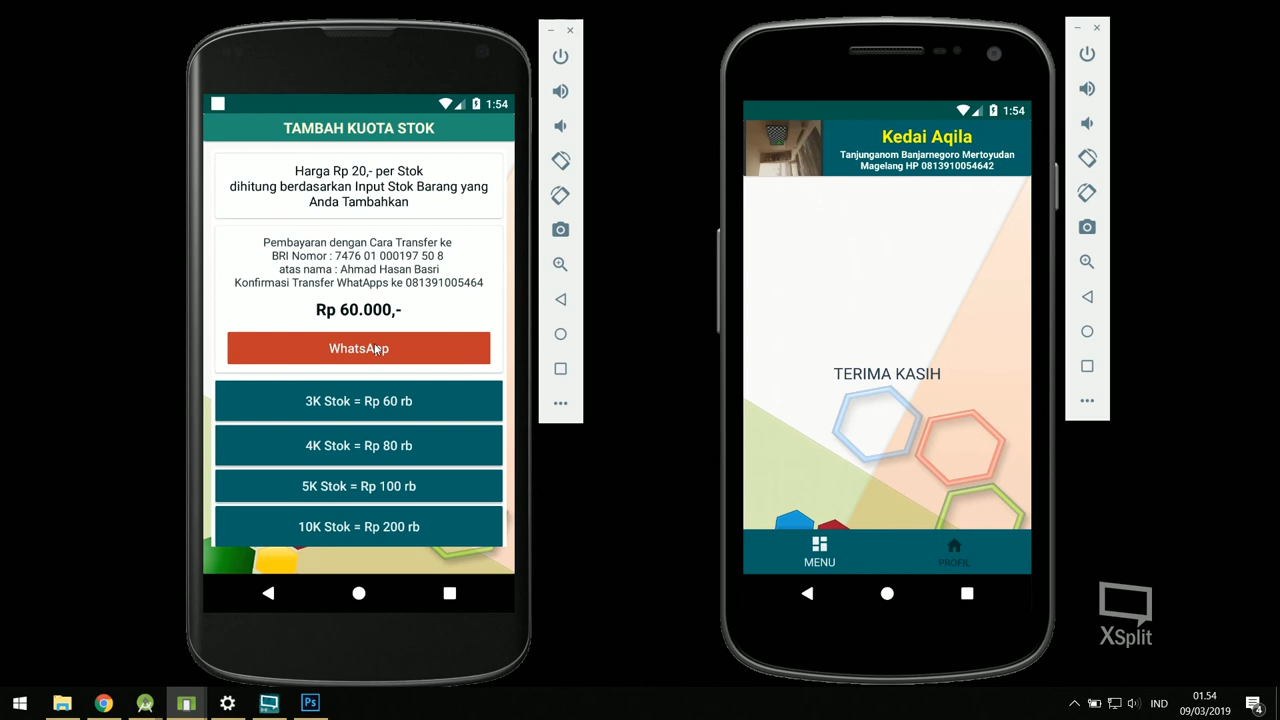 1:54
TAMBAH KUOTA STOK
Harga Rp 20,- per Stok
dihitung berdasarkan Input Stok Barang yang
Anda Tambahkan
Pembayaran dengan Cara Transfer ke
BRI Nomor : 7476 01 000197 50 8
atas nama : Ahmad Hasan Basri
Konfirmasi Transfer WhatApps ke 081391005464
Rp 60.000,-
WhatsApp
3K Stok = Rp 60 rb
4K Stok = Rp 80 rb
5K Stok = Rp 100 rb
10K Stok = Rp 200 rb
1:54
Kedai Aqila
Tanjunganom Banjarnegoro Mertoyudan
Magelang HP 0813910054642
TERIMA KASIH
MENU
PROFIL
XSplit
Ps
IND
01.54
09/03/2019
4